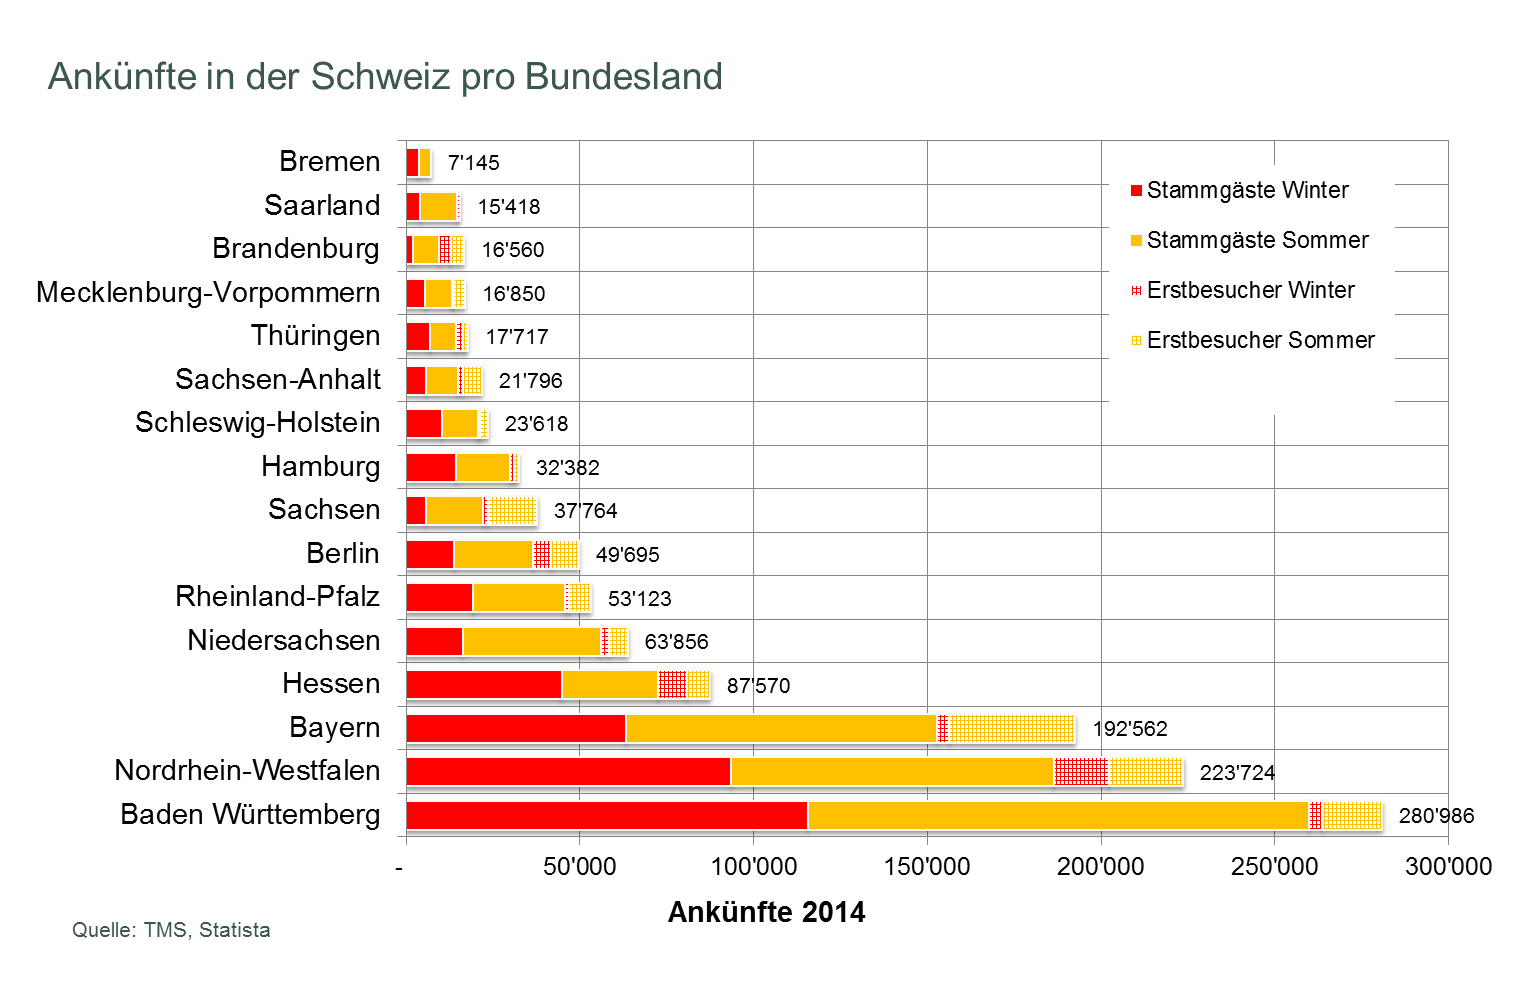 Ankünfte in der Schweiz pro Bundesland
Bremen 7'145
Saarland 15'418
Brandenburg 16'560
Mecklenburg-Vorpommern 16'850
Thüringen 17'717
Sachsen-Anhalt 21'796
Schleswig-Holstein 23'618
Hamburg 32'382
Sachsen 37'764
Berlin 49'695
Rheinland-Pfalz 53'123
Niedersachsen 63'856
Hessen 87'570
Bayern 192'562
Nordrhein-Westfalen 223'724
Baden Württemberg 280'986
Stammgäste Winter
Stammgäste Sommer
Erstbesucher Winter
Erstbesucher Sommer
- 50'000 100'000 150'000 200'000 250'000 300'000
Ankünfte 2014
Quelle: TMS, Statista